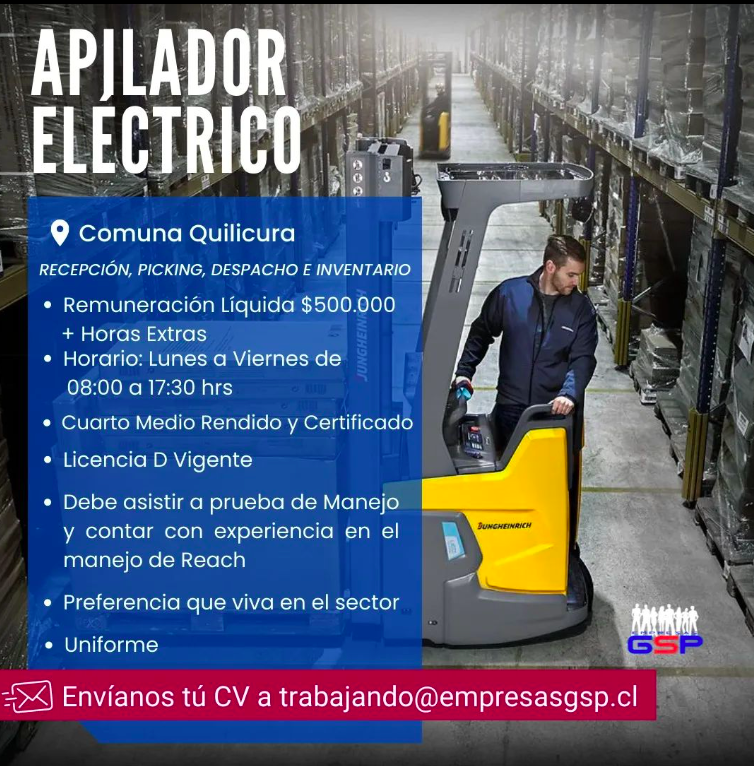 APILADOR
ELÉCTRICO
Comuna Quilicura
RECEPCIÓN, PICKING, DESPACHO E INVENTARIO
• Remuneración Líquida $500.000
+ Horas Extras
• Horario: Lunes a Viernes de
08:00 a 17:30 hrs
• Cuarto Medio Rendido y Certificado
• Licencia D Vigente
• Debe asistir a prueba de Manejo
y contar con experiencia en el
manejo de Reach
• Preferencia que viva en el sector
• Uniforme
JUNGHEINRICH
JUNGHEINRICH
GSP
Envíanos tú CV a trabajando@empresasgsp.cl